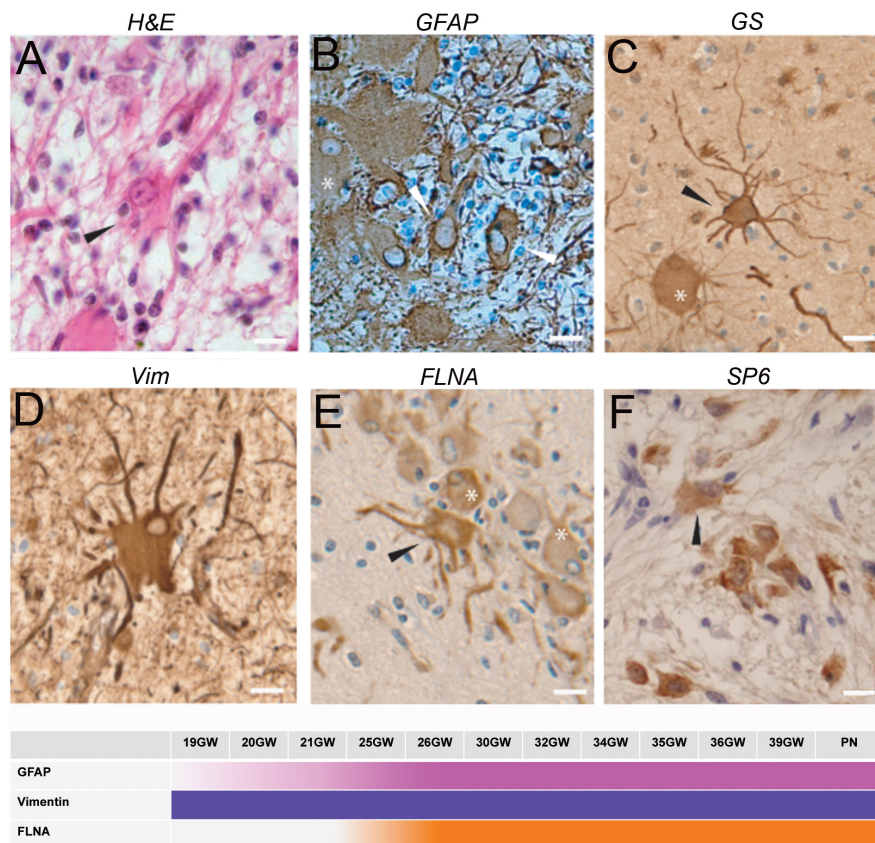 H&E GFAP GS
A B C
* *
Vim FLNA SP6
D E F
* *
19GW 20GW 21GW 25GW 26GW 30GW 32GW 34GW 35GW 36GW 39GW PN
GFAP
Vimentin
FLNA